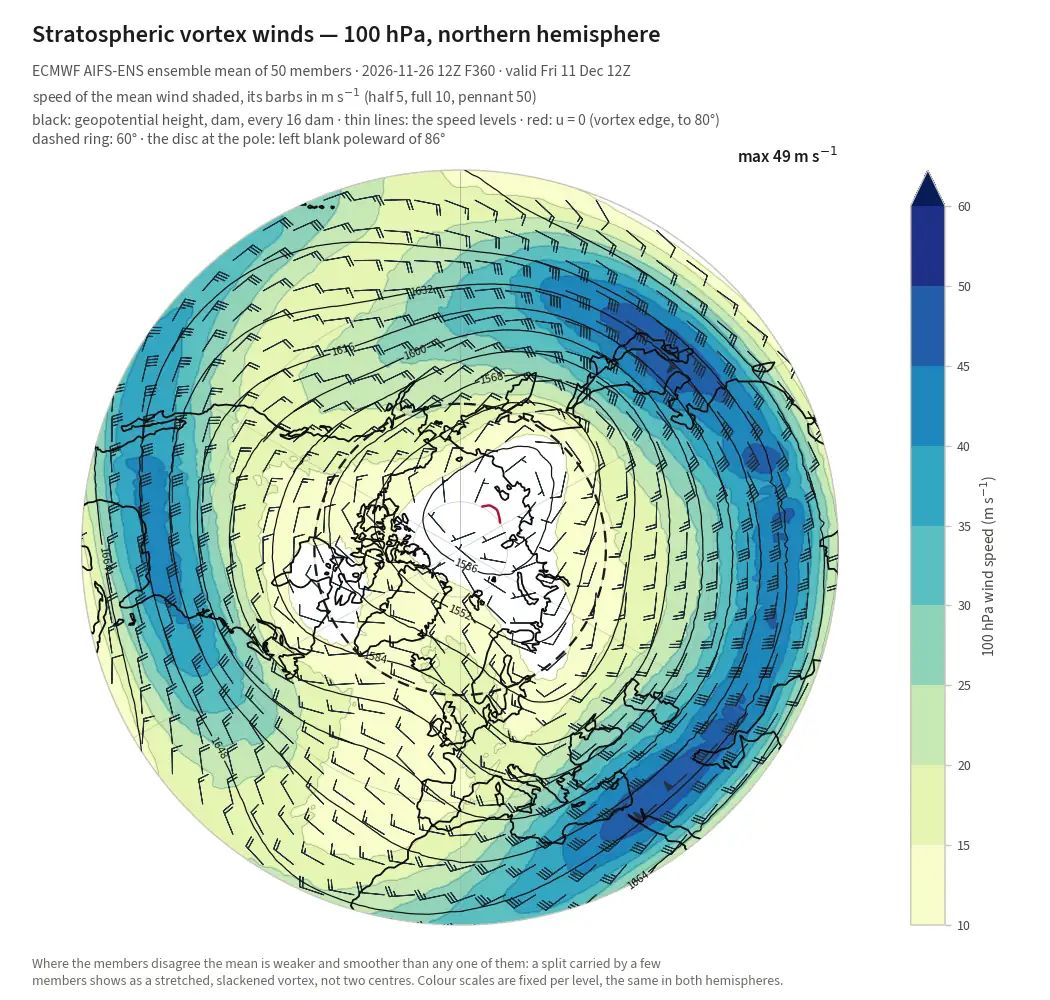 Stratospheric vortex winds — 100 hPa, northern hemisphere
ECMWF AIFS-ENS ensemble mean of 50 members · 2026-11-26 12Z F360 · valid Fri 11 Dec 12Z
speed of the mean wind shaded, its barbs in m s⁻¹ (half 5, full 10, pennant 50)
black: geopotential height, dam, every 16 dam · thin lines: the speed levels · red: u = 0 (vortex edge, to 80°)
dashed ring: 60° · the disc at the pole: left blank poleward of 86°
max 49 m s⁻¹
60
50
45
40
35
30
25
20
15
10
100 hPa wind speed (m s⁻¹)
1632
1616
1600
1568
1536
1552
1584
1648
1664
Where the members disagree the mean is weaker and smoother than any one of them: a split carried by a few
members shows as a stretched, slackened vortex, not two centres. Colour scales are fixed per level, the same in both hemispheres.